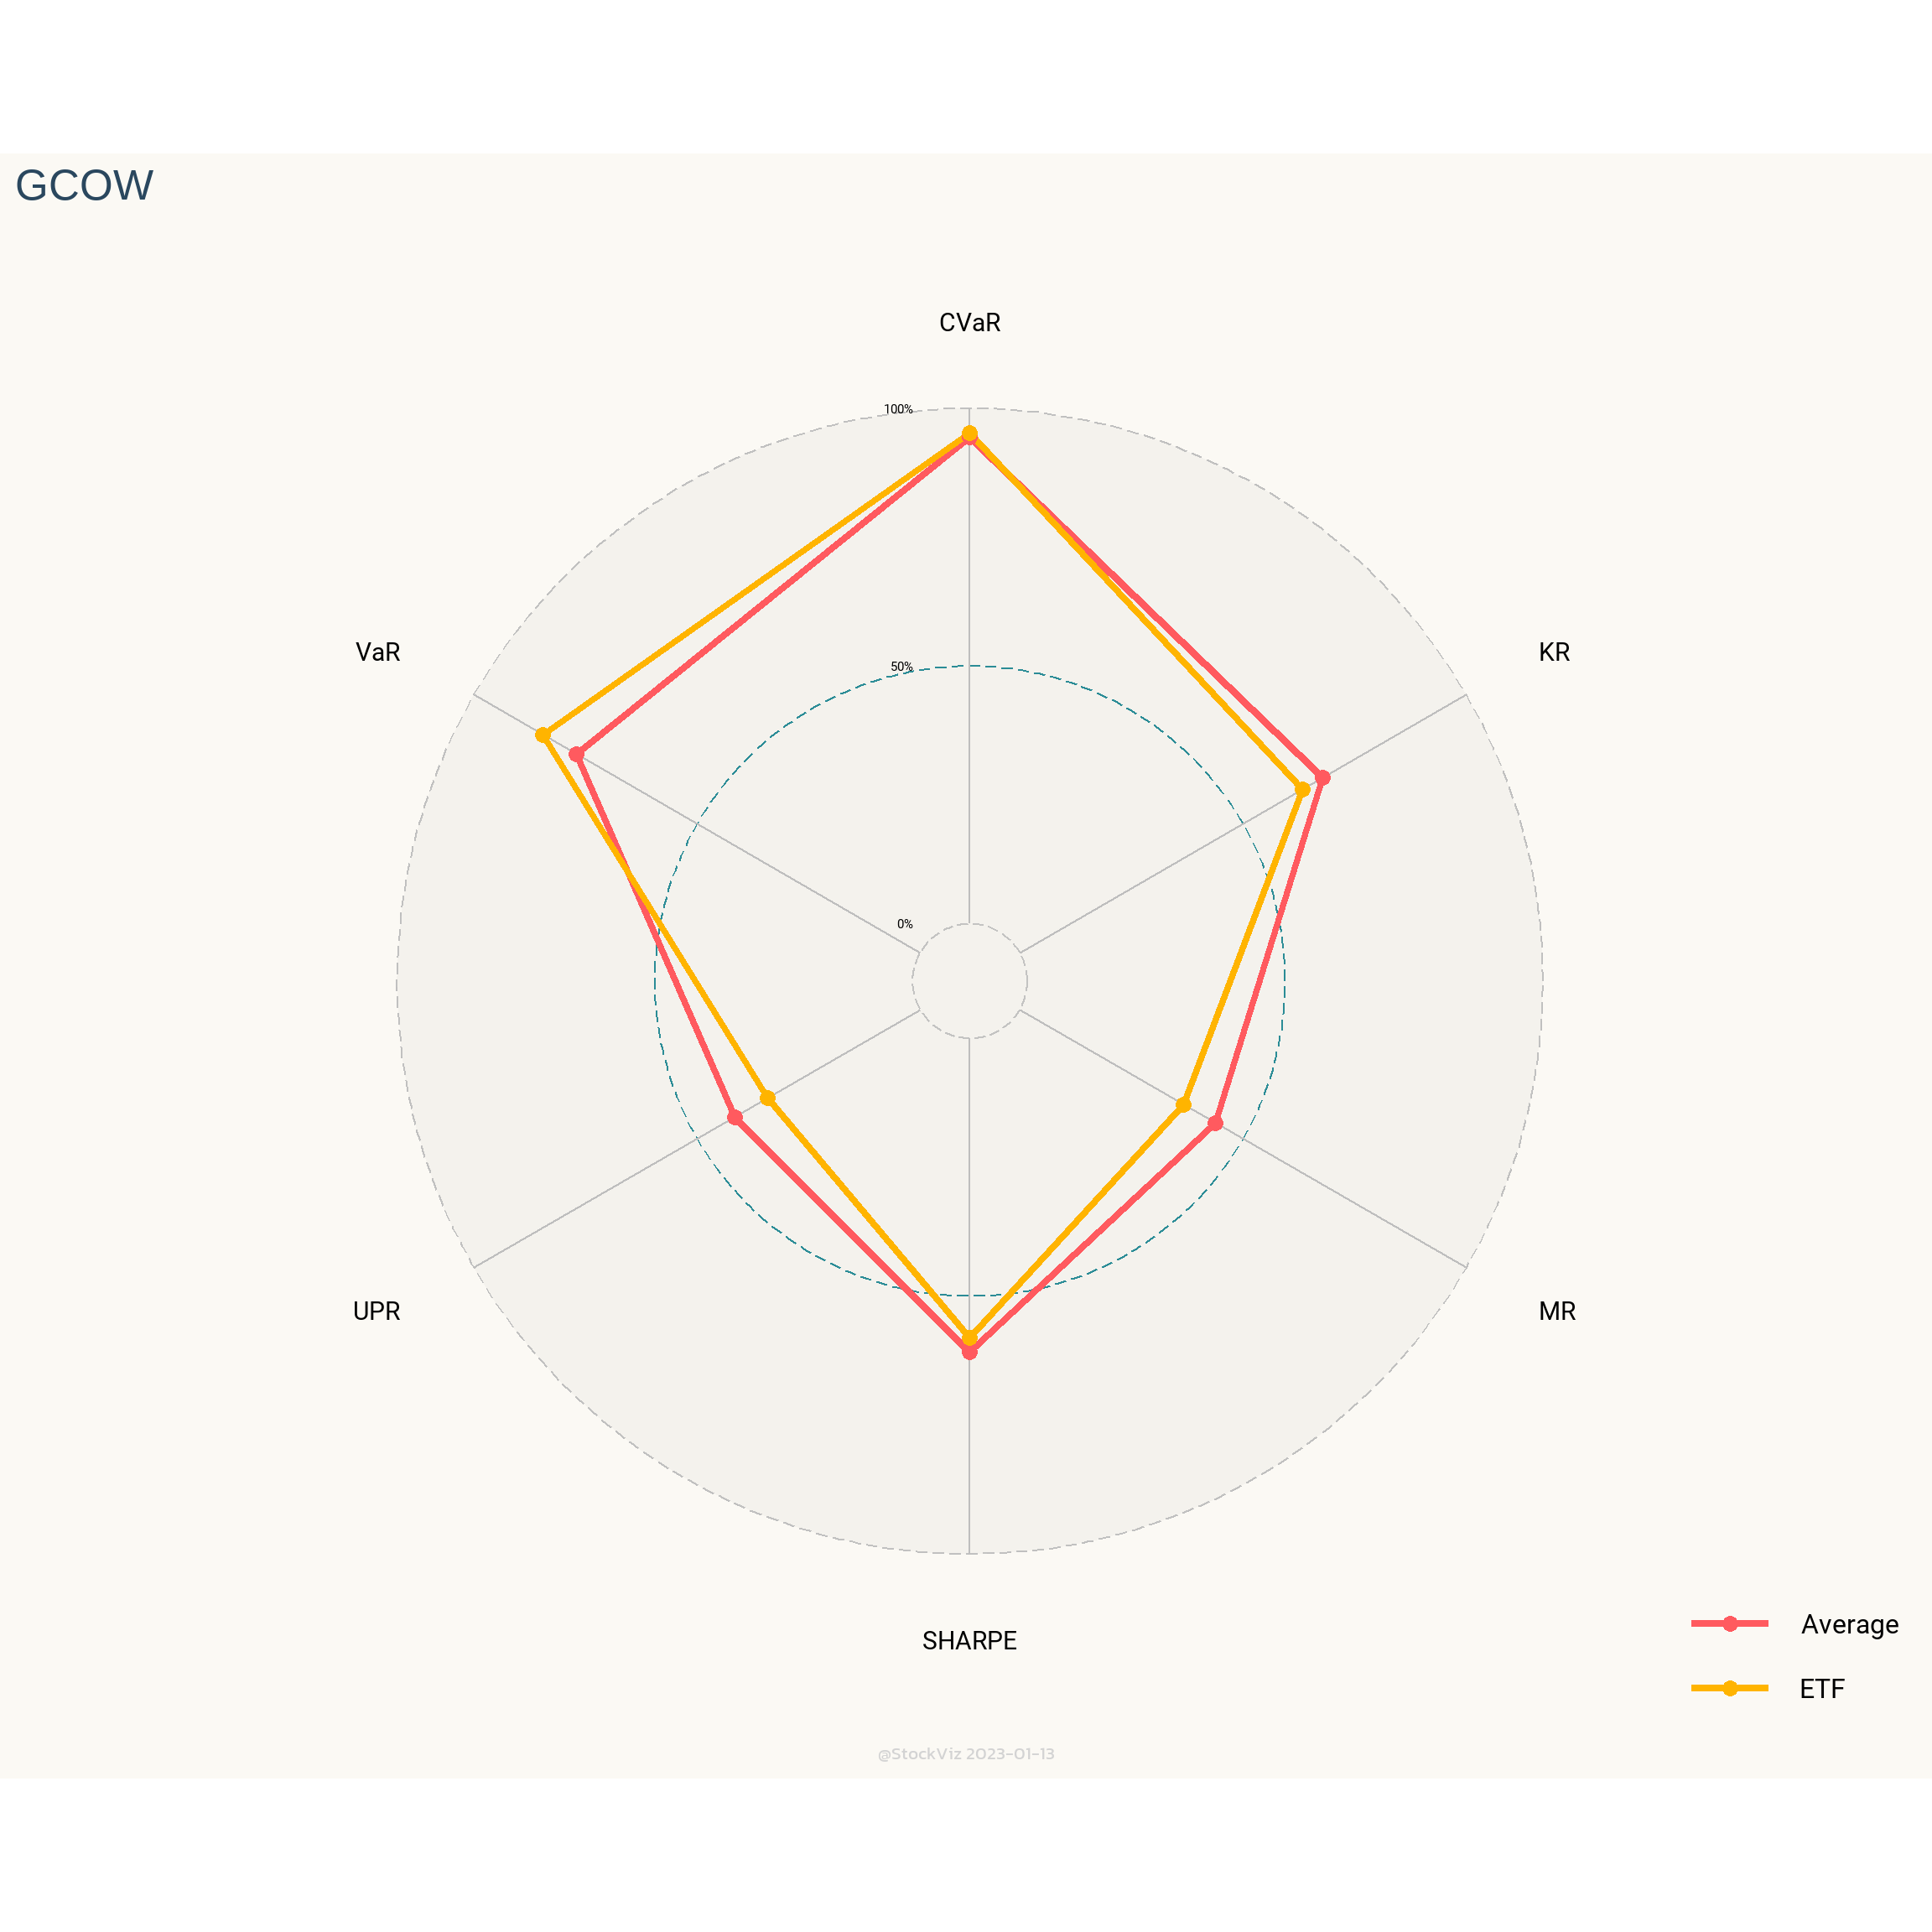 GCOW
CVaR
100%
VaR
KR
50%
0%
UPR
MR
SHARPE
Average
ETF
@StockViz 2023-01-13